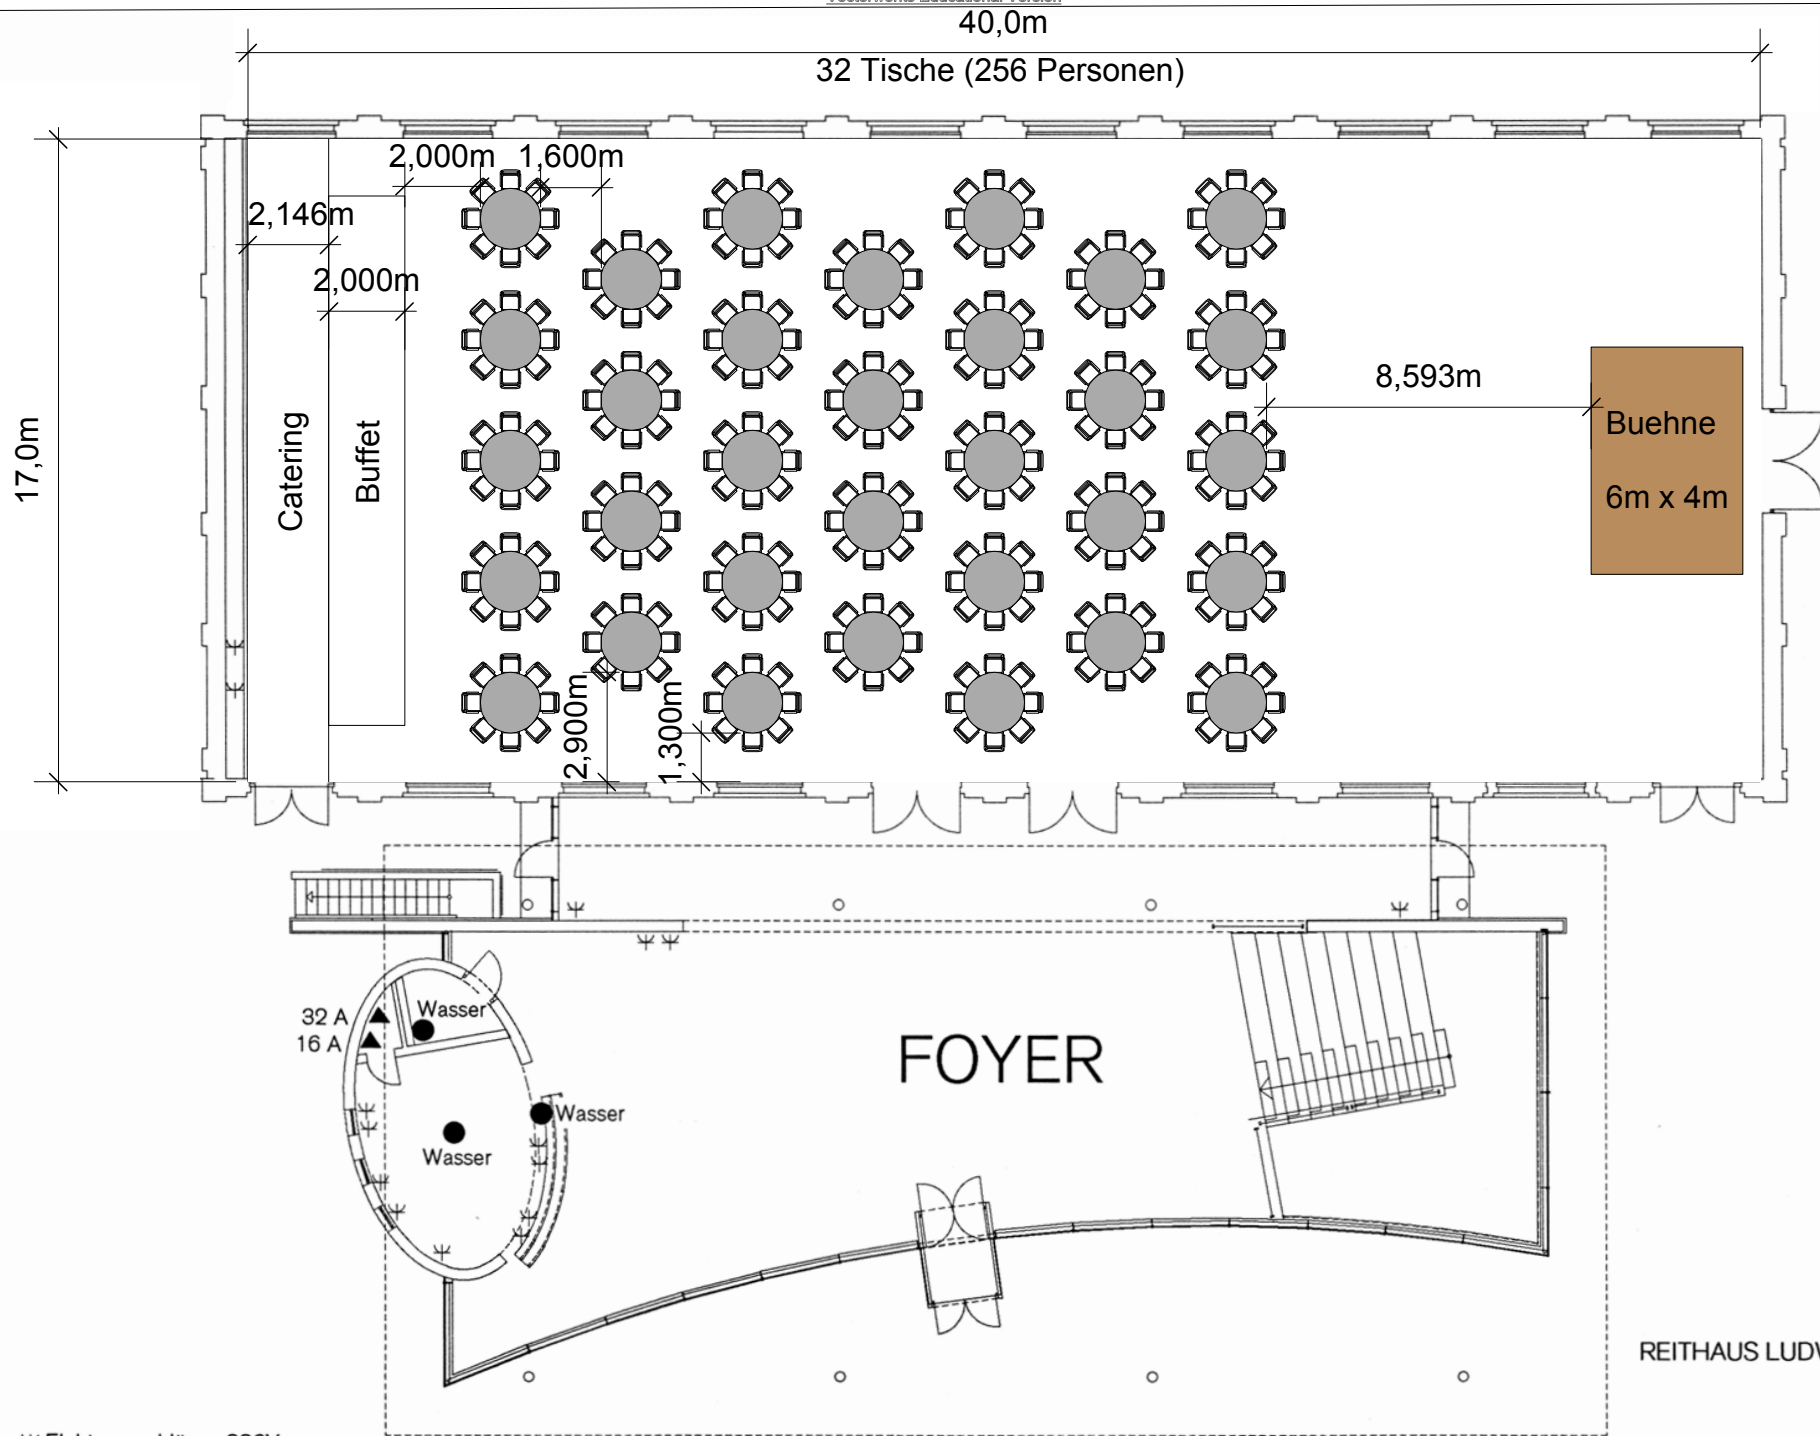 40,0m
32 Tische (256 Personen)
2,000m
1,600m
2,146m
2,000m
17,0m
Catering
Buffet
8,593m
Buehne
6m x 4m
2,900m
1,300m
Wasser
32 A
16 A
FOYER
Wasser
Wasser
REITHAUS